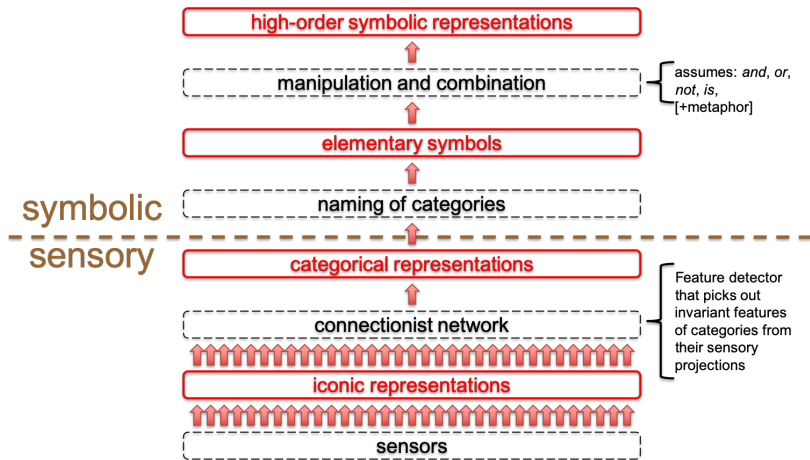 high-order symbolic representations
manipulation and combination
assumes: and, or,
not, is,
[+metaphor]
elementary symbols
naming of categories
symbolic
sensory
categorical representations
connectionist network
Feature detector
that picks out
invariant features
of categories from
their sensory
projections
iconic representations
sensors